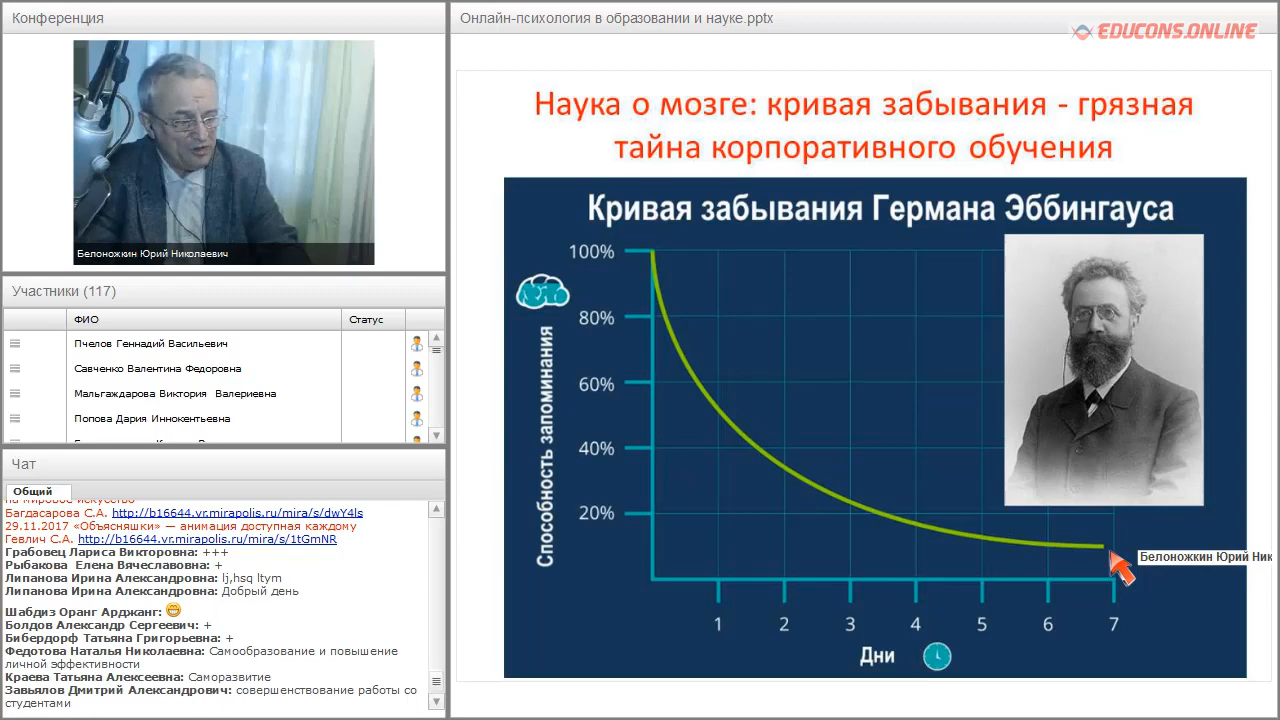 Конференция
Белоножкин Юрий Николаевич
Участники (117)
ФИО
Статус
Пчелов Геннадий Васильевич
Савченко Валентина Федоровна
Мальгаждарова Виктория Валериевна
Попова Дария Иннокентьевна
Чат
Общий
на мировое искусство
Багдасарова С.А. http://b16644.vr.mirapolis.ru/mira/s/dwY4ls
29.11.2017 «Объясняшки» — анимация доступная каждому
Гевлич С.А. http://b16644.vr.mirapolis.ru/mira/s/1tGmNR
Грабовец Лариса Викторовна: +++
Рыбакова Елена Вячеславовна: +
Липанова Ирина Александровна: lj,hsq ltym
Липанова Ирина Александровна: Добрый день
Шабдиз Оранг Арджанг:
Болдов Александр Сергеевич: +
Бибердорф Татьяна Григорьевна: +
Федотова Наталья Николаевна: Самообразование и повышение
личной эффективности
Краева Татьяна Алексеевна: Саморазвитие
Завьялов Дмитрий Александрович: совершенствование работы со
студентами
Онлайн-психология в образовании и науке.pptx
EDUCONS.ONLINE
Наука о мозге: кривая забывания - грязная
тайна корпоративного обучения
Кривая забывания Германа Эббингауса
Способность запоминания
100%
80%
60%
40%
20%
1 2 3 4 5 6 7
Дни
Белоножкин Юрий Ник